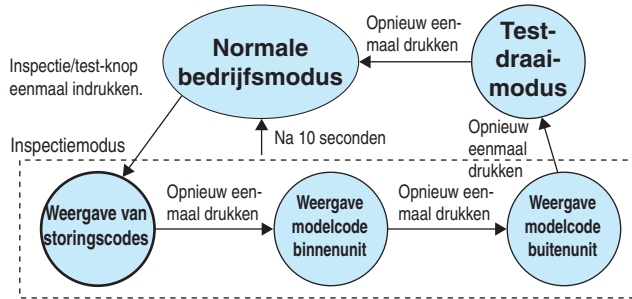 Normale
bedrijfsmodus
Opnieuw een-
maal drukken
Test-
draai-
modus
Inspectie/test-knop
eenmaal indrukken.
Inspectiemodus
Na 10 seconden
Opnieuw
eenmaal
drukken
Weergave van
storingscodes
Opnieuw een-
maal drukken
Weergave
modelcode
binnenunit
Opnieuw een-
maal drukken
Weergave
modelcode
buitenunit